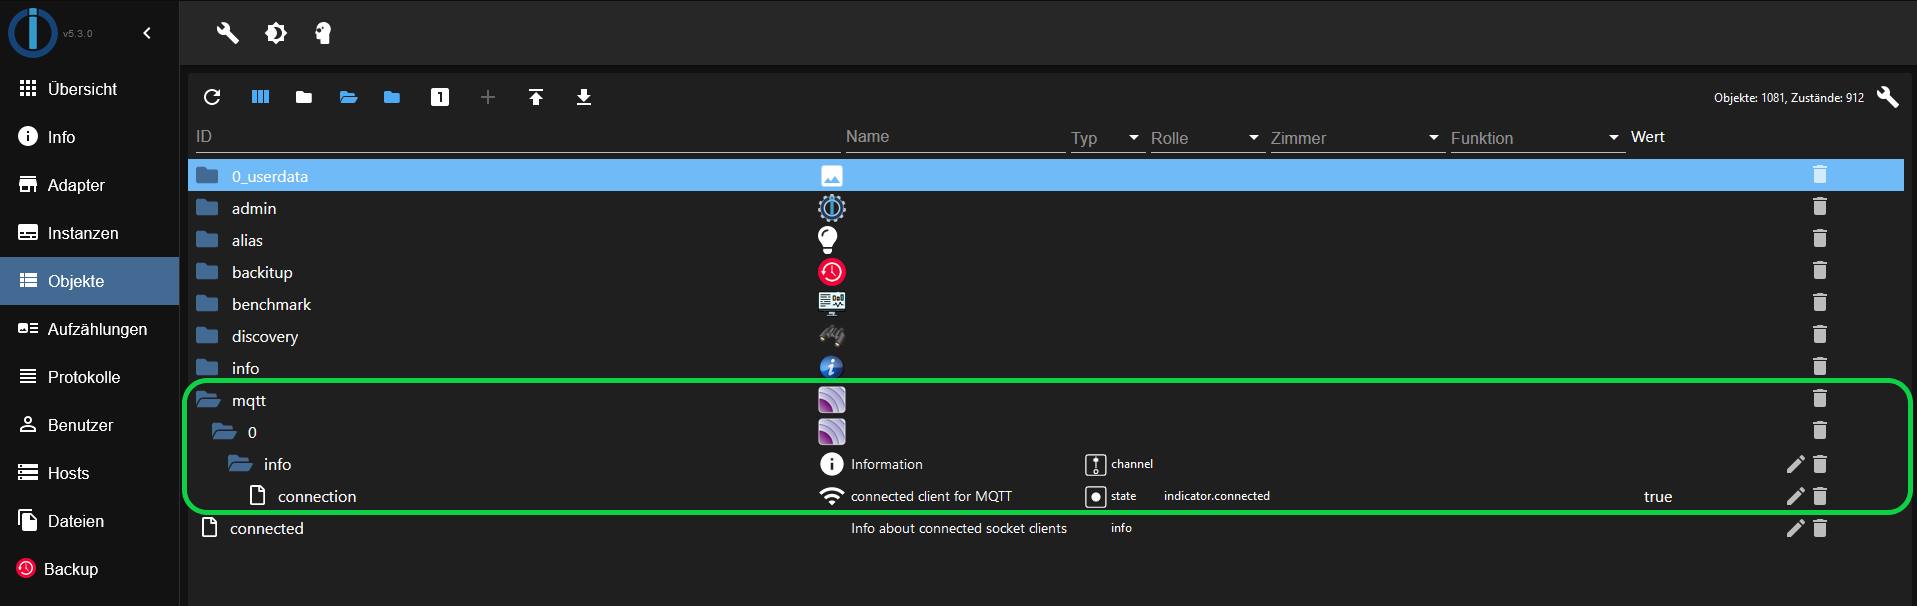 v5.3.0
Übersicht
Info
Adapter
Instanzen
Objekte
Aufzählungen
Protokolle
Benutzer
Hosts
Dateien
Backup
1
Objekte: 1081, Zustände: 912
ID Name Typ Rolle Zimmer Funktion Wert
0_userdata
admin
alias
backitup
benchmark
discovery
info
mqtt
0
info Information channel
connection connected client for MQTT state indicator.connected true
connected Info about connected socket clients info